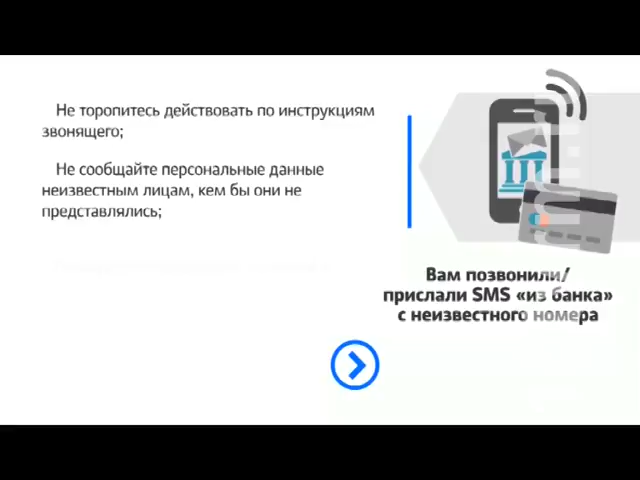 Не торопитесь действовать по инструкциям
звонящего;
Не сообщайте персональные данные
неизвестным лицам, кем бы они не
представлялись;
Вам позвонили/
прислали SMS «из банка»
с неизвестного номера